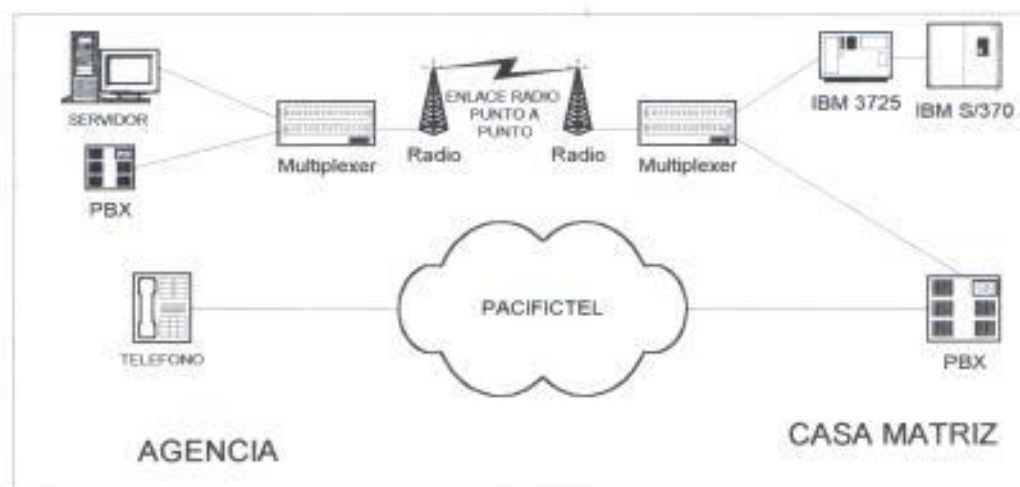 SERVIDOR
PBX
Multiplexer
Radio
ENLACE RADIO
PUNTO A
PUNTO
Radio
Multiplexer
IBM 3725
IBM S/370
TELEFONO
PACIFICTEL
PBX
AGENCIA
CASA MATRIZ